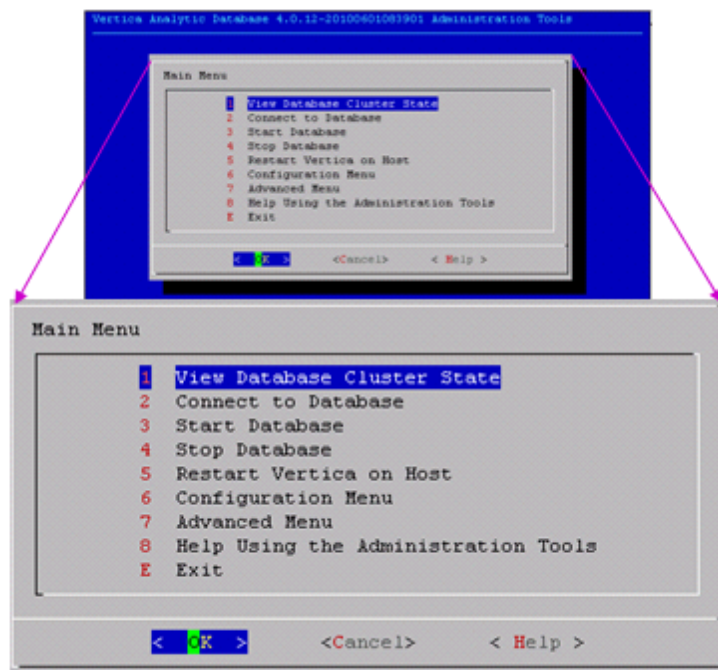 Vertica Analytic Database 4.0.12-20100601083901 Administration Tools
Main Menu
1 View Database Cluster State
2 Connect to Database
3 Start Database
4 Stop Database
5 Restart Vertica on Host
6 Configuration Menu
7 Advanced Menu
8 Help Using the Administration Tools
E Exit
< OK > <Cancel> < Help >
Main Menu
1 View Database Cluster State
2 Connect to Database
3 Start Database
4 Stop Database
5 Restart Vertica on Host
6 Configuration Menu
7 Advanced Menu
8 Help Using the Administration Tools
E Exit
< OK > <Cancel> < Help >